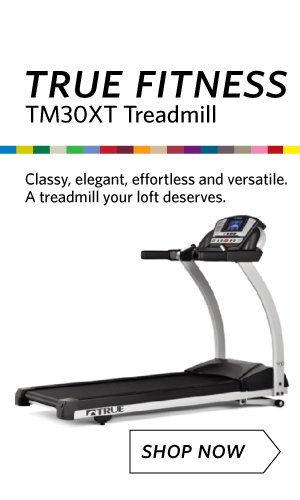 TRUE FITNESS
TM30XT Treadmill
Classy, elegant, effortless and versatile.
A treadmill your loft deserves.
TRUE
SHOP NOW